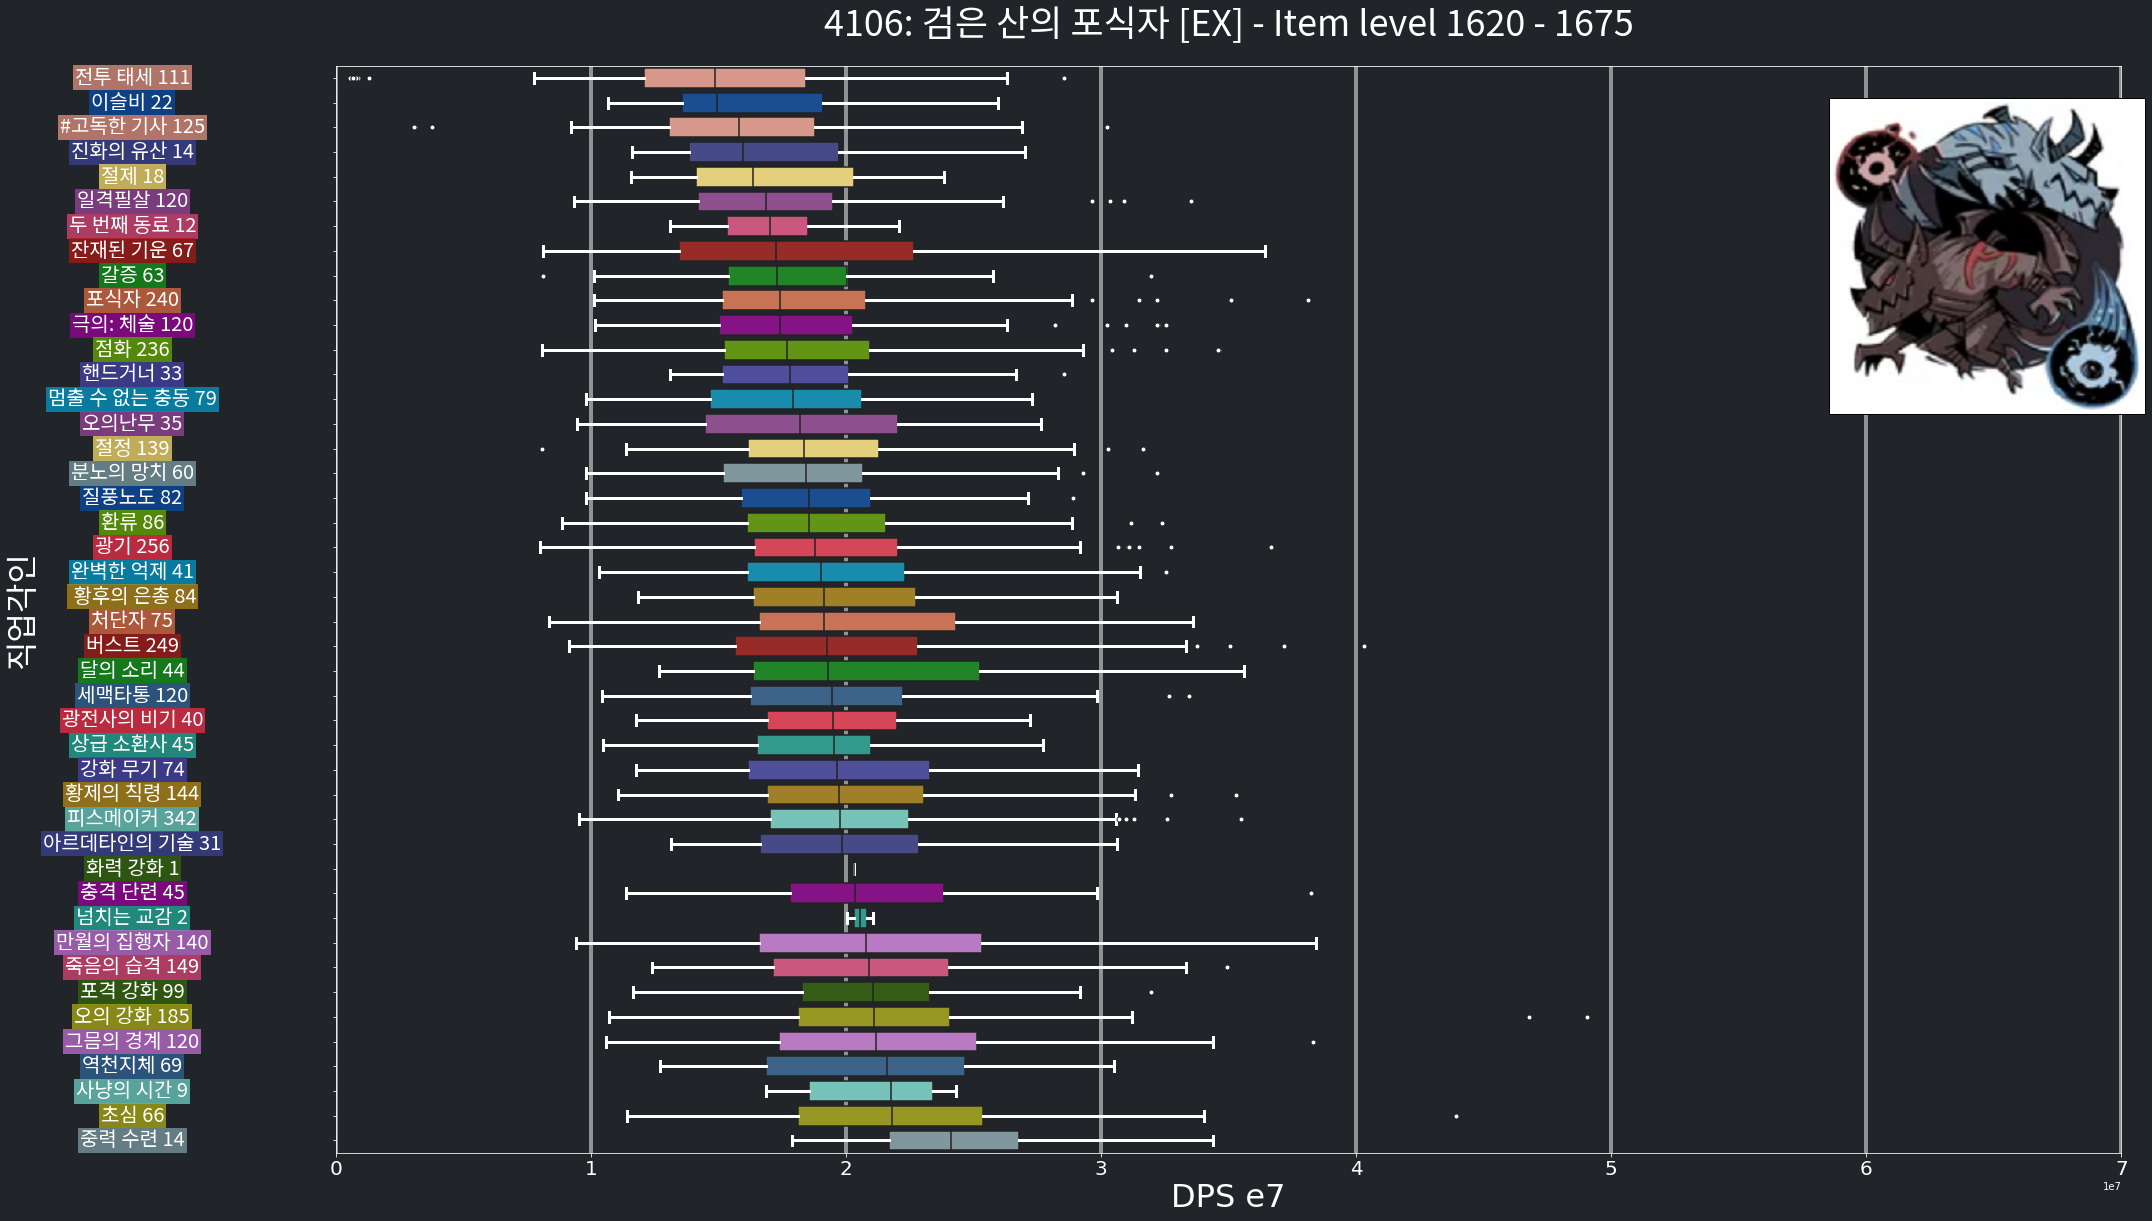 4106: 검은 산의 포식자 [EX] - Item level 1620 - 1675
전투 태세 111
이슬비 22
#고독한 기사 125
진화의 유산 14
절제 18
일격필살 120
두 번째 동료 12
잔재된 기운 67
갈증 63
포식자 240
극의: 체술 120
점화 236
핸드거너 33
멈출 수 없는 충동 79
오의난무 35
절정 139
분노의 망치 60
질풍노도 82
환류 86
광기 256
완벽한 억제 41
황후의 은총 84
처단자 75
버스트 249
달의 소리 44
세맥타통 120
광전사의 비기 40
상급 소환사 45
강화 무기 74
황제의 칙령 144
피스메이커 342
아르데타인의 기술 31
화력 강화 1
충격 단련 45
넘치는 교감 2
만월의 집행자 140
죽음의 습격 149
포격 강화 99
오의 강화 185
그믐의 경계 120
역천지체 69
사냥의 시간 9
초심 66
중력 수련 14
직업각인
0 1 2 3 4 5 6 7
1e7
DPS e7